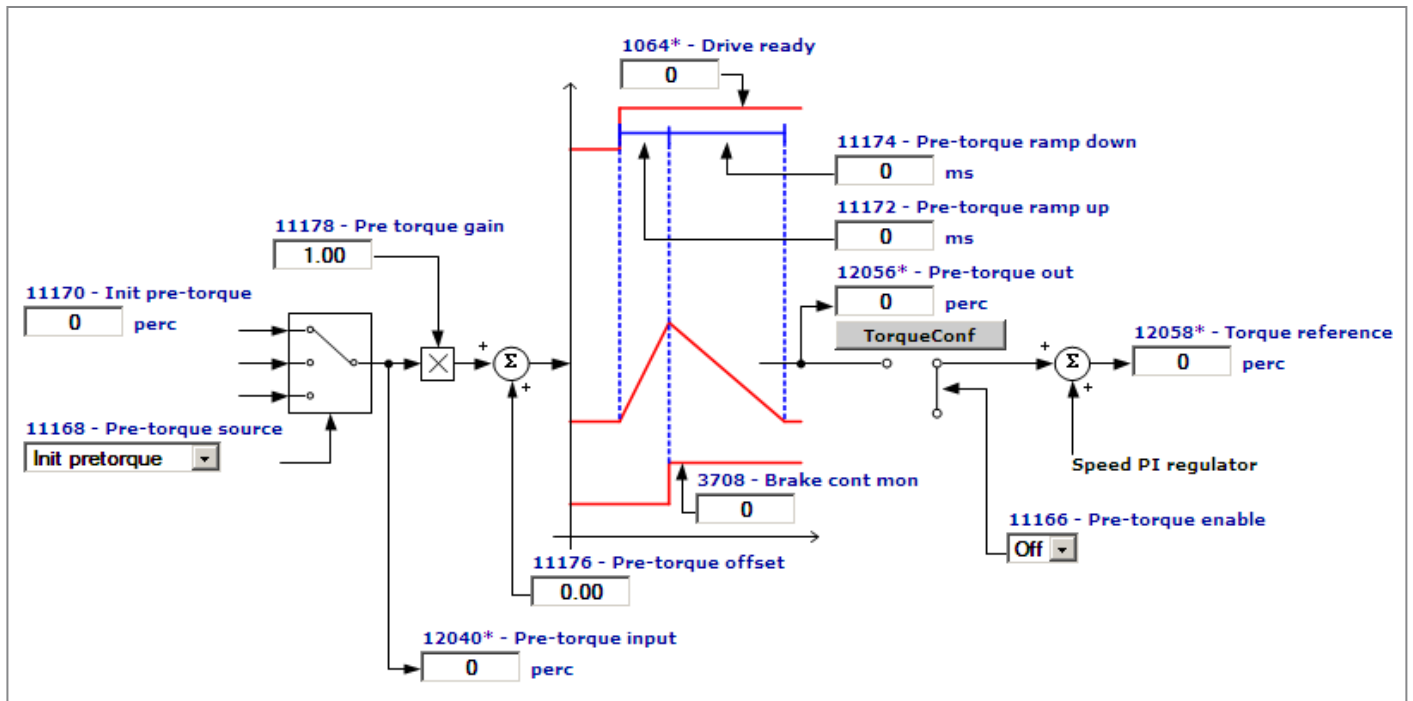 1064* - Drive ready
0
11174 - Pre-torque ramp down
0 ms
11172 - Pre-torque ramp up
0 ms
11178 - Pre torque gain
1.00
12056* - Pre-torque out
0 perc
TorqueConf
11170 - Init pre-torque
0 perc
12058* - Torque reference
0 perc
+
Σ
+
+
Σ
+
11168 - Pre-torque source
Init pretorque
Speed PI regulator
3708 - Brake cont mon
0
11166 - Pre-torque enable
Off
11176 - Pre-torque offset
0.00
12040* - Pre-torque input
0 perc